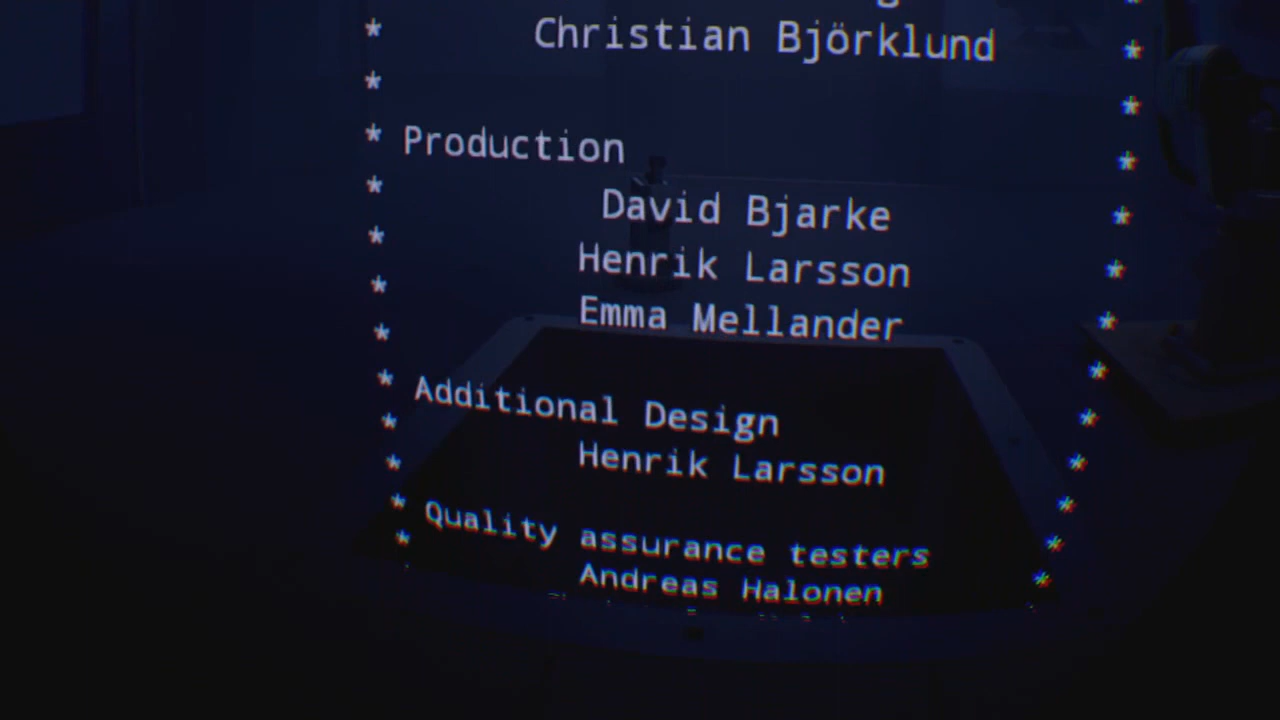 * Christian Björklund *
* *
* Production *
* David Bjarke *
* Henrik Larsson *
* Emma Mellander *
* *
* Additional Design *
* Henrik Larsson *
* *
* Quality assurance testers *
* Andreas Halonen *